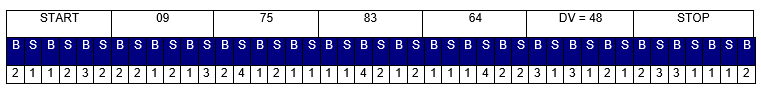 START 09 75 83 64 DV = 48 STOP
B S B S B S B S B S B S B S B S B S B S B S B S B S B S B S B S B S B S B S B S B S B S B
2 1 1 2 3 2 2 2 1 2 1 3 2 4 1 2 1 1 1 1 4 2 1 2 1 1 1 4 2 2 3 1 3 1 2 1 2 3 3 1 1 1 2